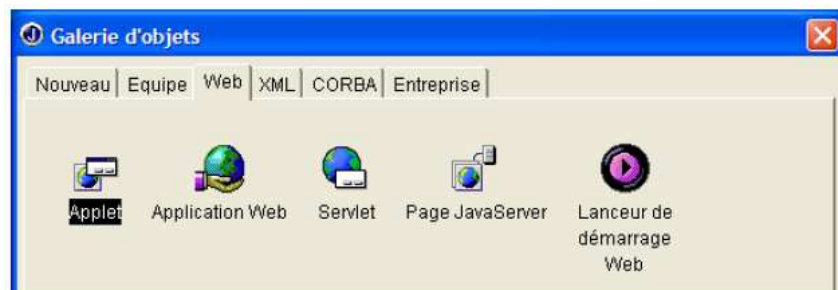 Galerie d'objets
Nouveau Equipe Web XML CORBA Entreprise
Applet Application Web Servlet Page JavaServer Lanceur de
démarrage
Web